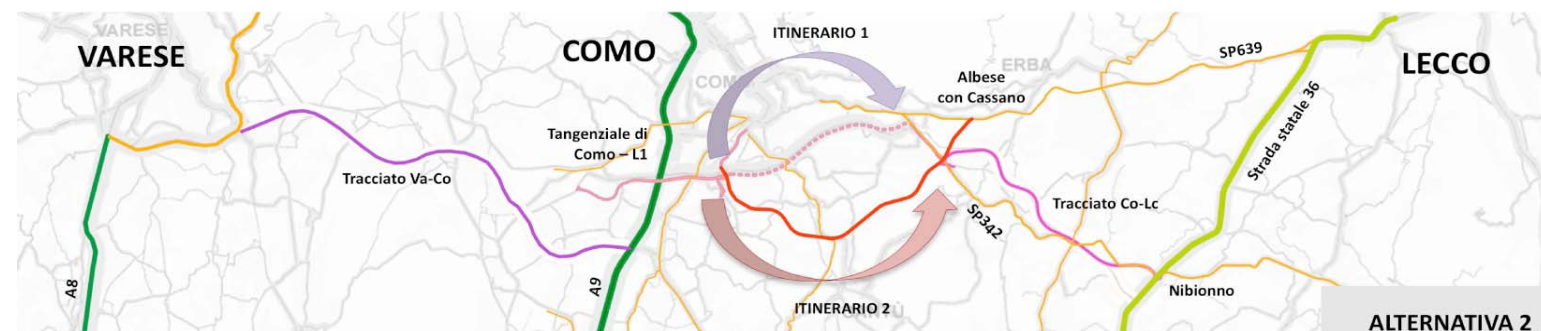 VARESE
VARESE
COMO
ITINERARIO 1
ERBA
SP639
LECCO
Albese
con Cassano
Tangenziale di
Como – L1
Strada statale 36
Tracciato Va-Co
Tracciato Co-Lc
SP342
A8
A9
Nibionno
ITINERARIO 2
ALTERNATIVA 2